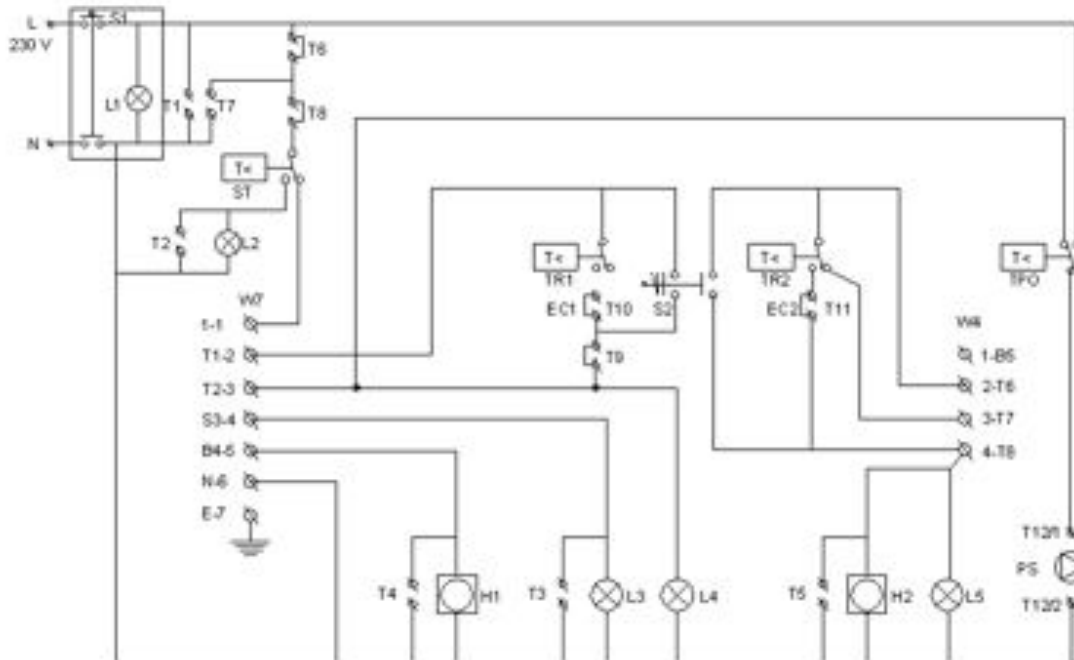 L
S1
230 V
T6
L1
T1
T7
T8
N
T<
ST
T2
L2
T<
TR1
EC1
T10
S2
T<
TR2
EC2
T11
T<
TPO
W7
1-1
T1-2
T9
W4
1-B5
T2-3
2-T6
S3-4
3-T7
B4-5
4-T8
N-6
E-7
T12/1
PS
T4
H1
T3
L3
L4
T5
H2
L5
T12/2